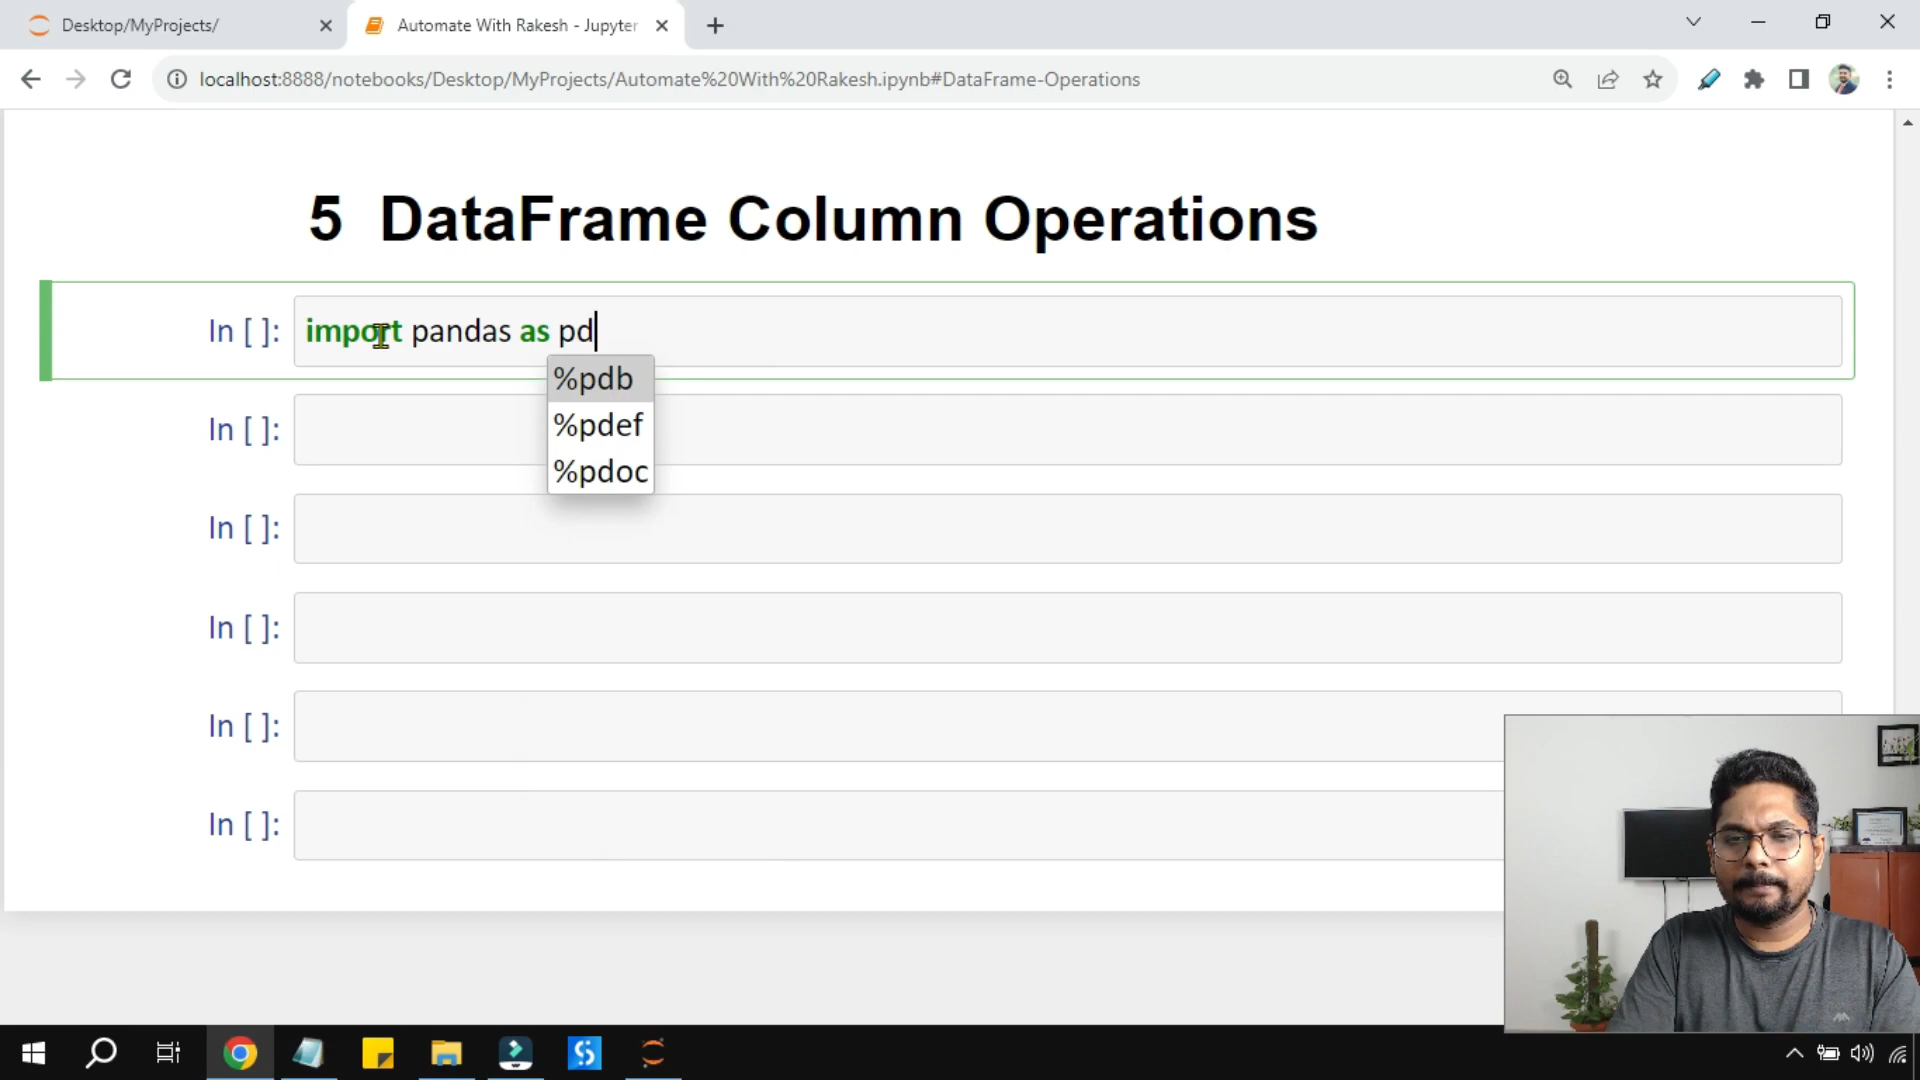 Desktop/MyProjects/
Automate With Rakesh - Jupyter
localhost:8888/notebooks/Desktop/MyProjects/Automate%20With%20Rakesh.ipynb#DataFrame-Operations
5 DataFrame Column Operations
In [ ]: import pandas as pd
%pdb
%pdef
%pdoc
In [ ]:
In [ ]:
In [ ]:
In [ ]:
In [ ]: